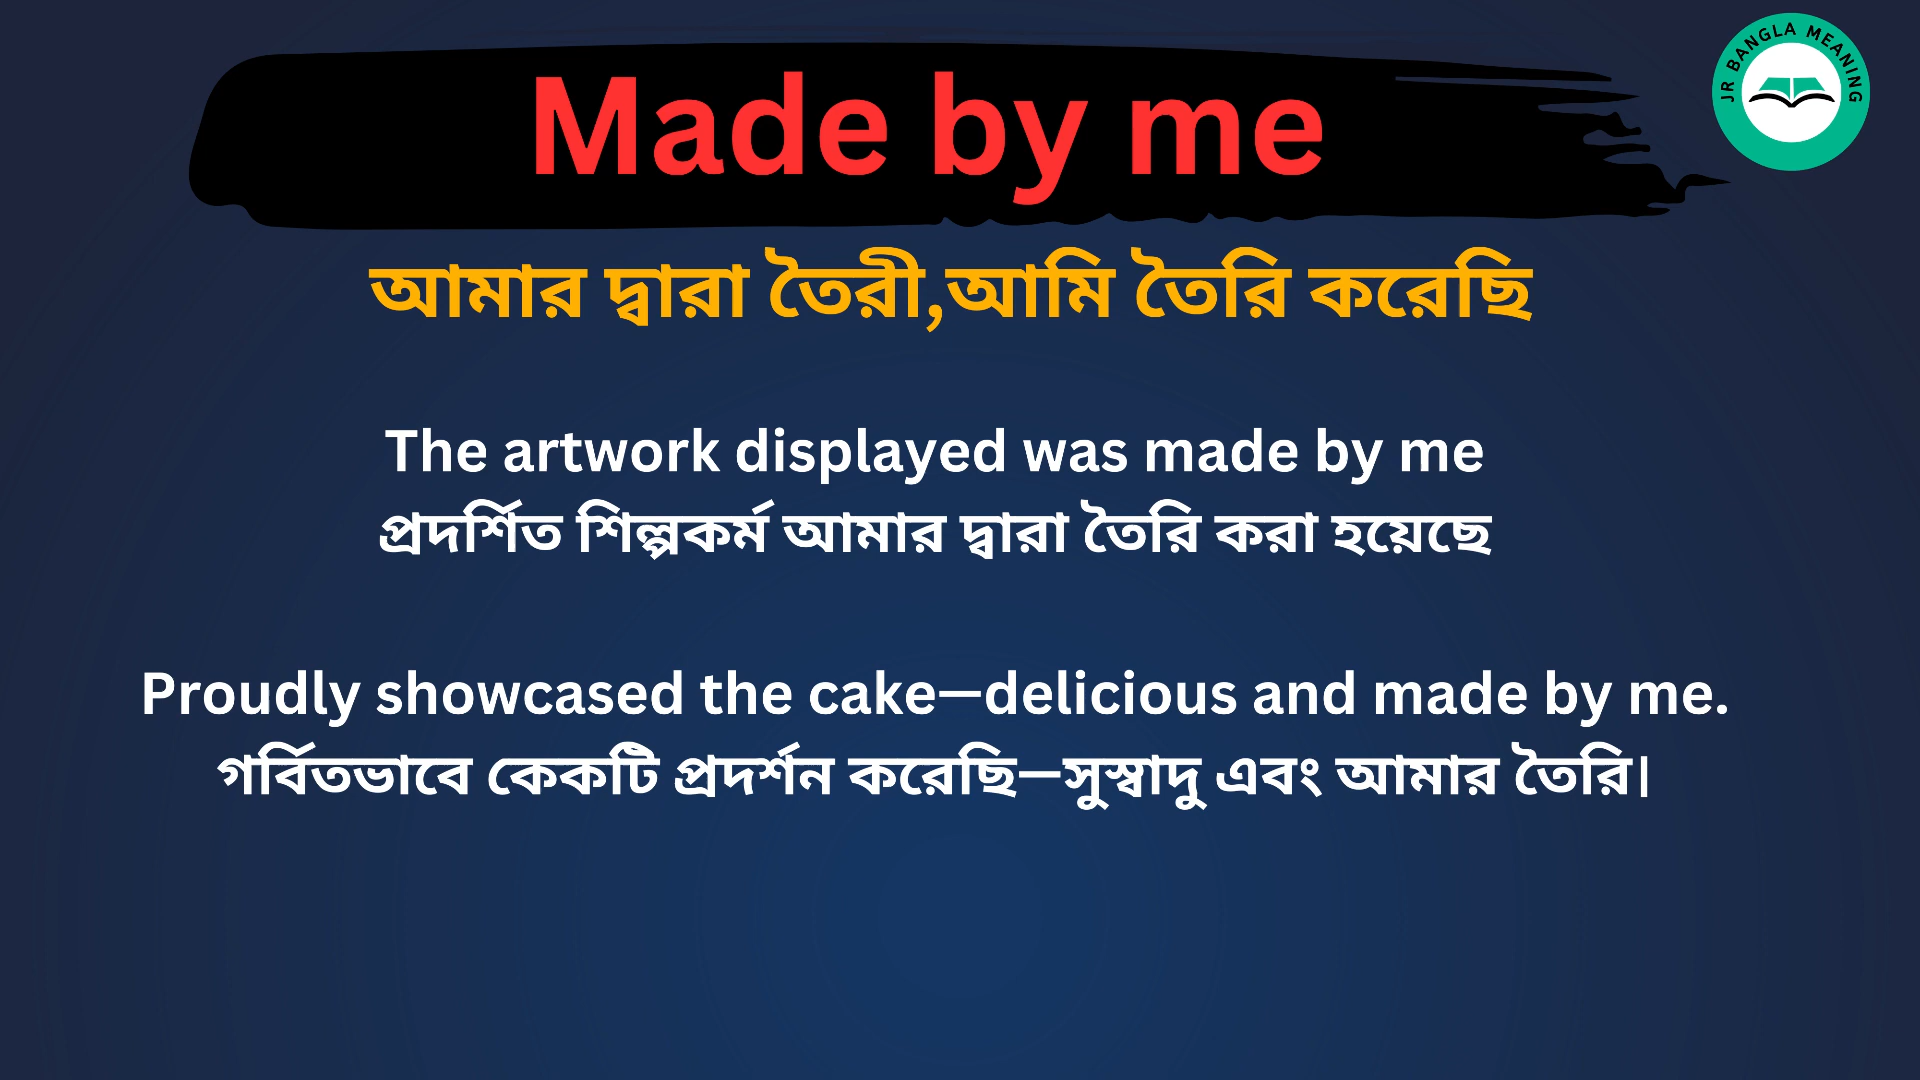 JR BANGLA MEANING
Made by me
আমার দ্বারা তৈরী,আমি তৈরি করেছি
The artwork displayed was made by me
প্রদর্শিত শিল্পকর্ম আমার দ্বারা তৈরি করা হয়েছে
Proudly showcased the cake—delicious and made by me.
গর্বিতভাবে কেকটি প্রদর্শন করেছি—সুস্বাদু এবং আমার তৈরি।